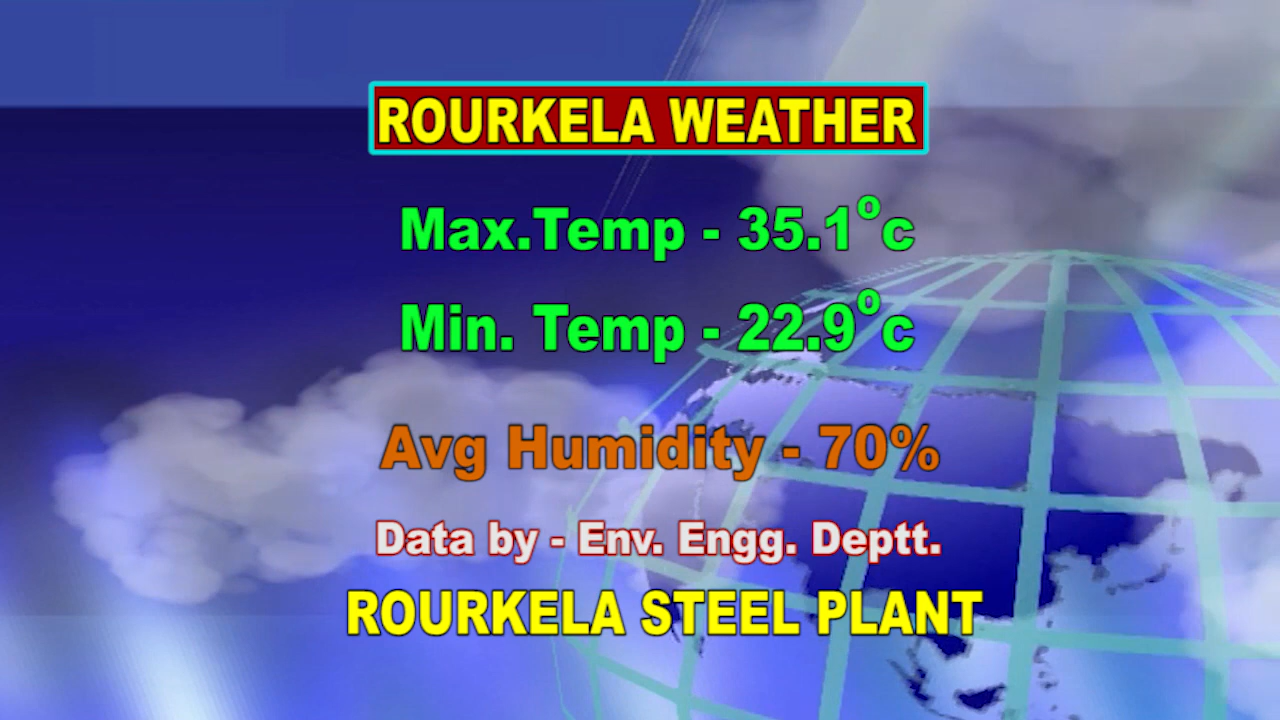 ROURKELA WEATHER
Max.Temp - 35.1°c
Min. Temp - 22.9°c
Avg Humidity - 70%
Data by - Env. Engg. Deptt.
ROURKELA STEEL PLANT